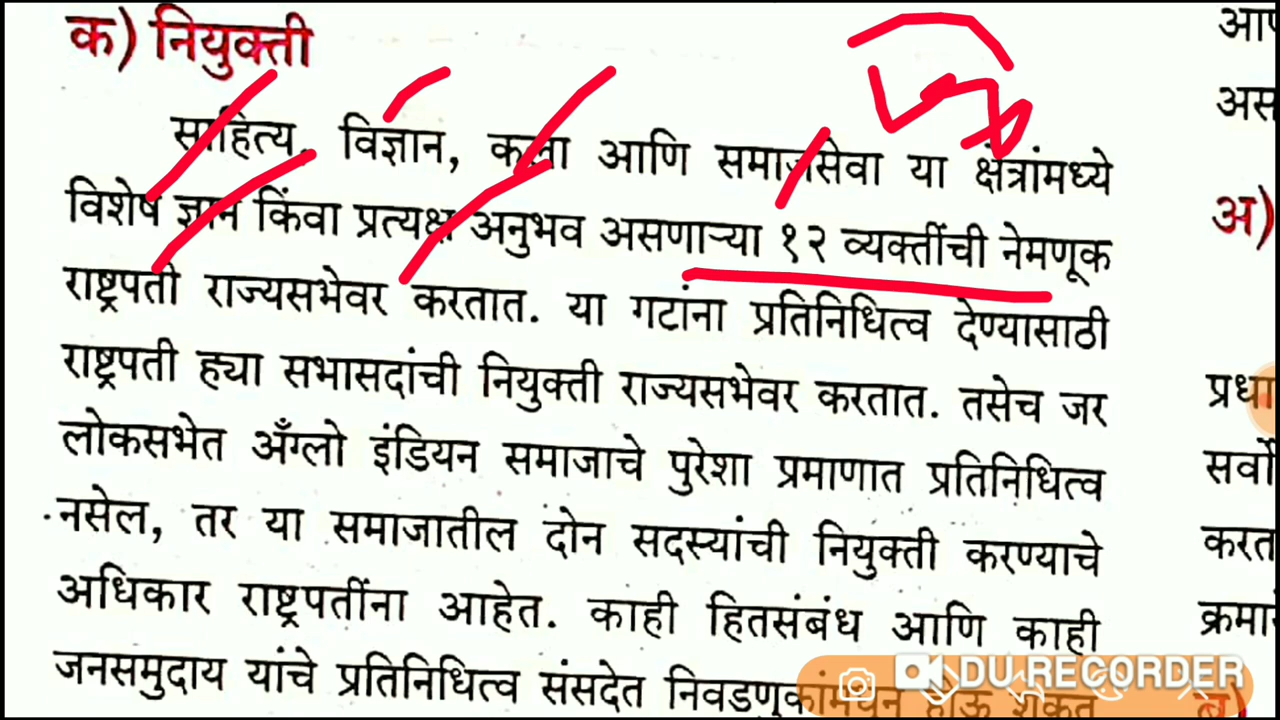 क) नियुक्ती
साहित्य, विज्ञान, कला आणि समाजसेवा या क्षेत्रांमध्ये
विशेष ज्ञान किंवा प्रत्यक्ष अनुभव असणाऱ्या १२ व्यक्तींची नेमणूक
राष्ट्रपती राज्यसभेवर करतात. या गटांना प्रतिनिधित्व देण्यासाठी
राष्ट्रपती ह्या सभासदांची नियुक्ती राज्यसभेवर करतात. तसेच जर
लोकसभेत अँग्लो इंडियन समाजाचे पुरेशा प्रमाणात प्रतिनिधित्व
नसेल, तर या समाजातील दोन सदस्यांची नियुक्ती करण्याचे
अधिकार राष्ट्रपतींना आहेत. काही हितसंबंध आणि काही
जनसमुदाय यांचे प्रतिनिधित्व संसदेत निवडणूकांमधून होऊ शकत
अस
अ)
सर्वो
करत
ब)
DU RECORDER